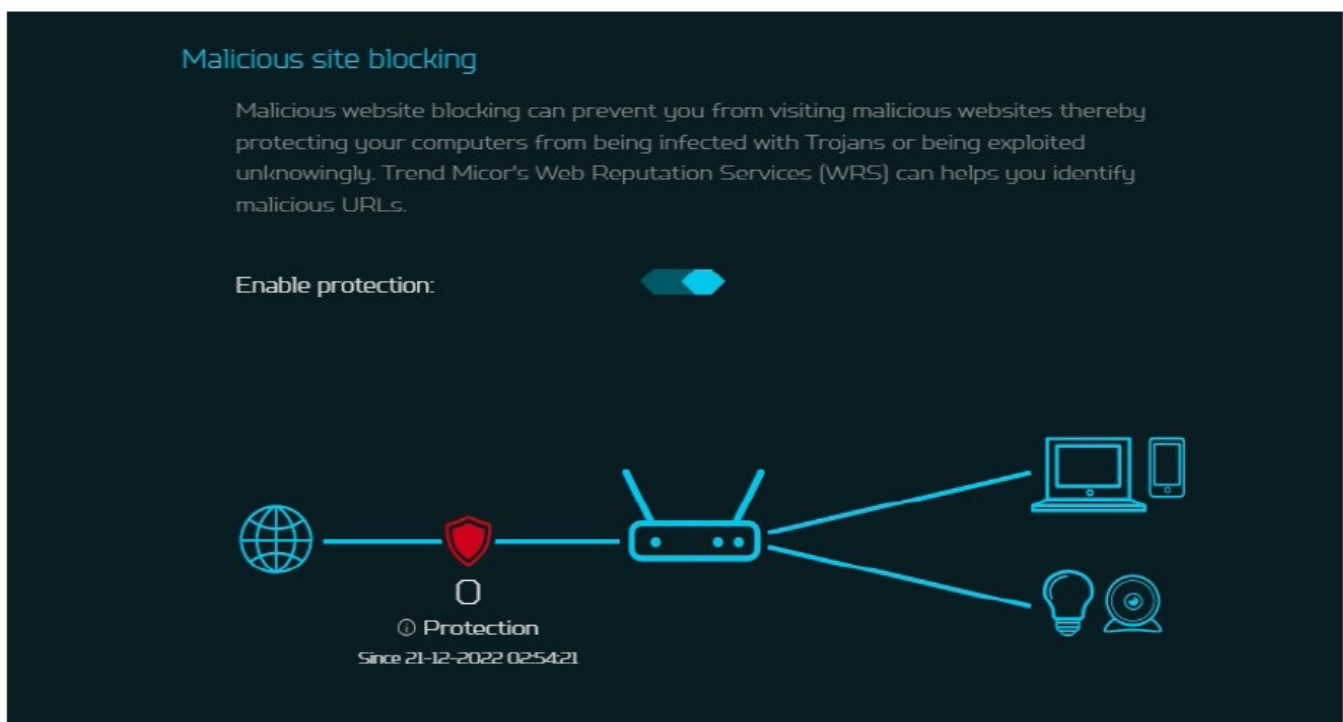 Malicious site blocking
Malicious website blocking can prevent you from visiting malicious websites thereby
protecting your computers from being infected with Trojans or being exploited
unknowingly. Trend Micor's Web Reputation Services (WRS) can helps you identify
malicious URLs.
Enable protection:
0
Protection
Since 21-12-2022 02:54:21